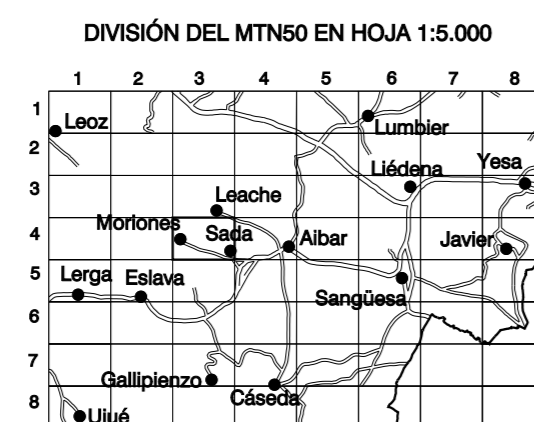 DIVISIÓN DEL MTN50 EN HOJA 1:5.000
1 2 3 4 5 6 7 8
1
Leoz
Lumbier
2
Liédena
Yesa
3
Leache
Moriones
Sada
4
Aibar
Javier
5
Lerga
Eslava
Sangüesa
6
7
Gallipienzo
Cáseda
8
Ujué